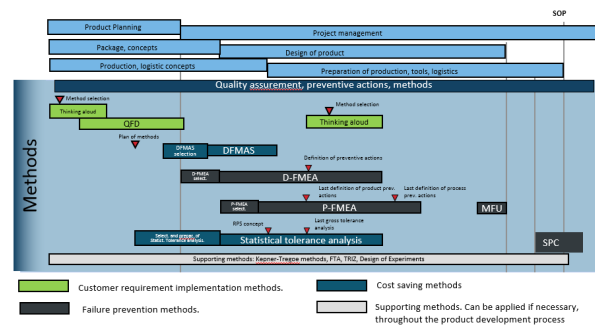 SOP
Product Planning
Project management
Package, concepts
Design of product
Production, logistic concepts
Preparation of production, tools, logistics
Quality assurement, preventive actions, methods
Methods
Method selection
Method selection
Thinking aloud
Thinking aloud
QFD
Plan of methods
DFMAS
selection
DFMAS
Definition of preventive actions
D-FMEA
select.
D-FMEA
Last definition of product prev.
actions
Last definition of process
prev. actions
P-FMEA
select.
P-FMEA
MFU
RPS concept
Last gross tolerance
analysis
Select. and prepar. of
Statist. Tolerance analysis.
Statistical tolerance analysis
SPC
Supporting methods: Kepner-Tregoe methods, FTA, TRIZ, Design of Experiments
Customer requirement implementation methods.
Cost saving methods
Failure prevention methods.
Supporting methods. Can be applied if necessary,
throughout the product development process